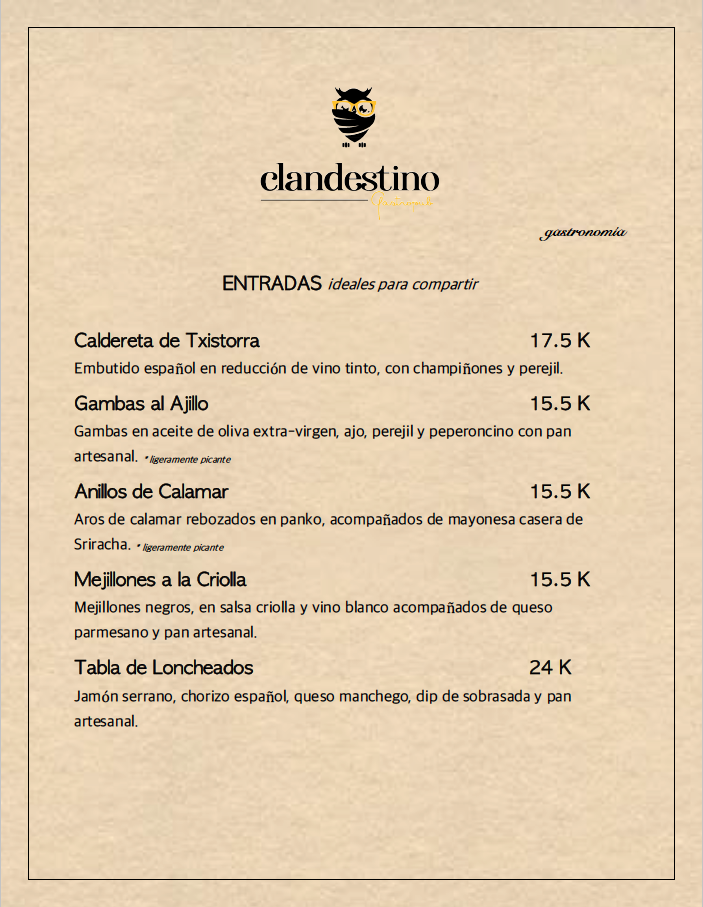 clandestino
gastronomía
ENTRADAS ideales para compartir
Caldereta de Txistorra 17.5 K
Embutido español en reducción de vino tinto, con champiñones y perejil.
Gambas al Ajillo 15.5 K
Gambas en aceite de oliva extra-virgen, ajo, perejil y peperoncino con pan
artesanal. *ligeramente picante
Anillos de Calamar 15.5 K
Aros de calamar rebozados en panko, acompañados de mayonesa casera de
Sriracha. * ligeramente picante
Mejillones a la Criolla 15.5 K
Mejillones negros, en salsa criolla y vino blanco acompañados de queso
parmesano y pan artesanal.
Tabla de Loncheados 24 K
Jamón serrano, chorizo español, queso manchego, dip de sobrasada y pan
artesanal.